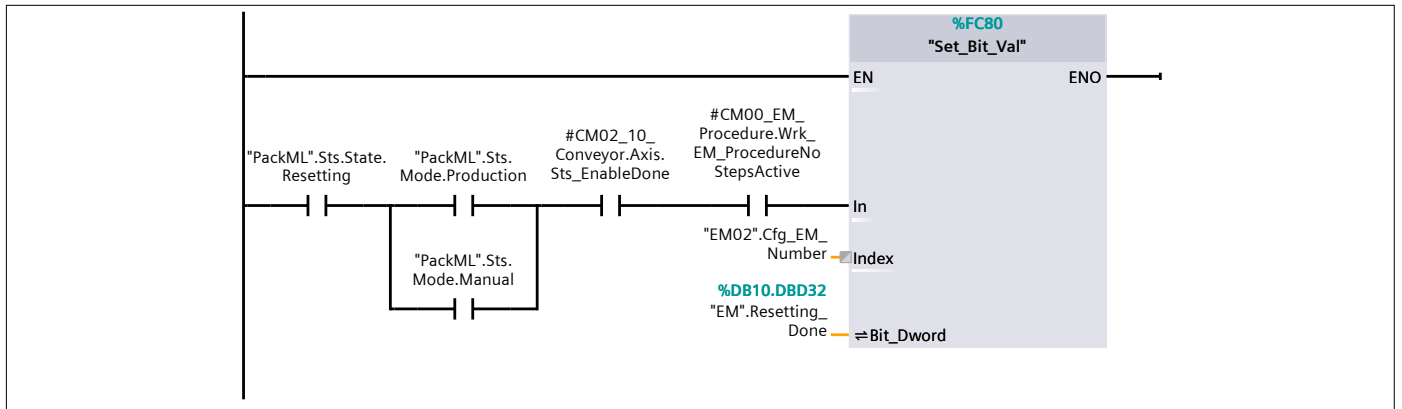 %FC80
"Set_Bit_Val"
EN
ENO
"PackML".Sts.State.
Resetting
"PackML".Sts.
Mode.Production
#CM02_10_
Conveyor.Axis.
Sts_EnableDone
#CM00_EM_
Procedure.Wrk_
EM_ProcedureNo
StepsActive
In
"EM02".Cfg_EM_
Number
Index
"PackML".Sts.
Mode.Manual
%DB10.DBD32
"EM".Resetting_
Done
⇌Bit_Dword